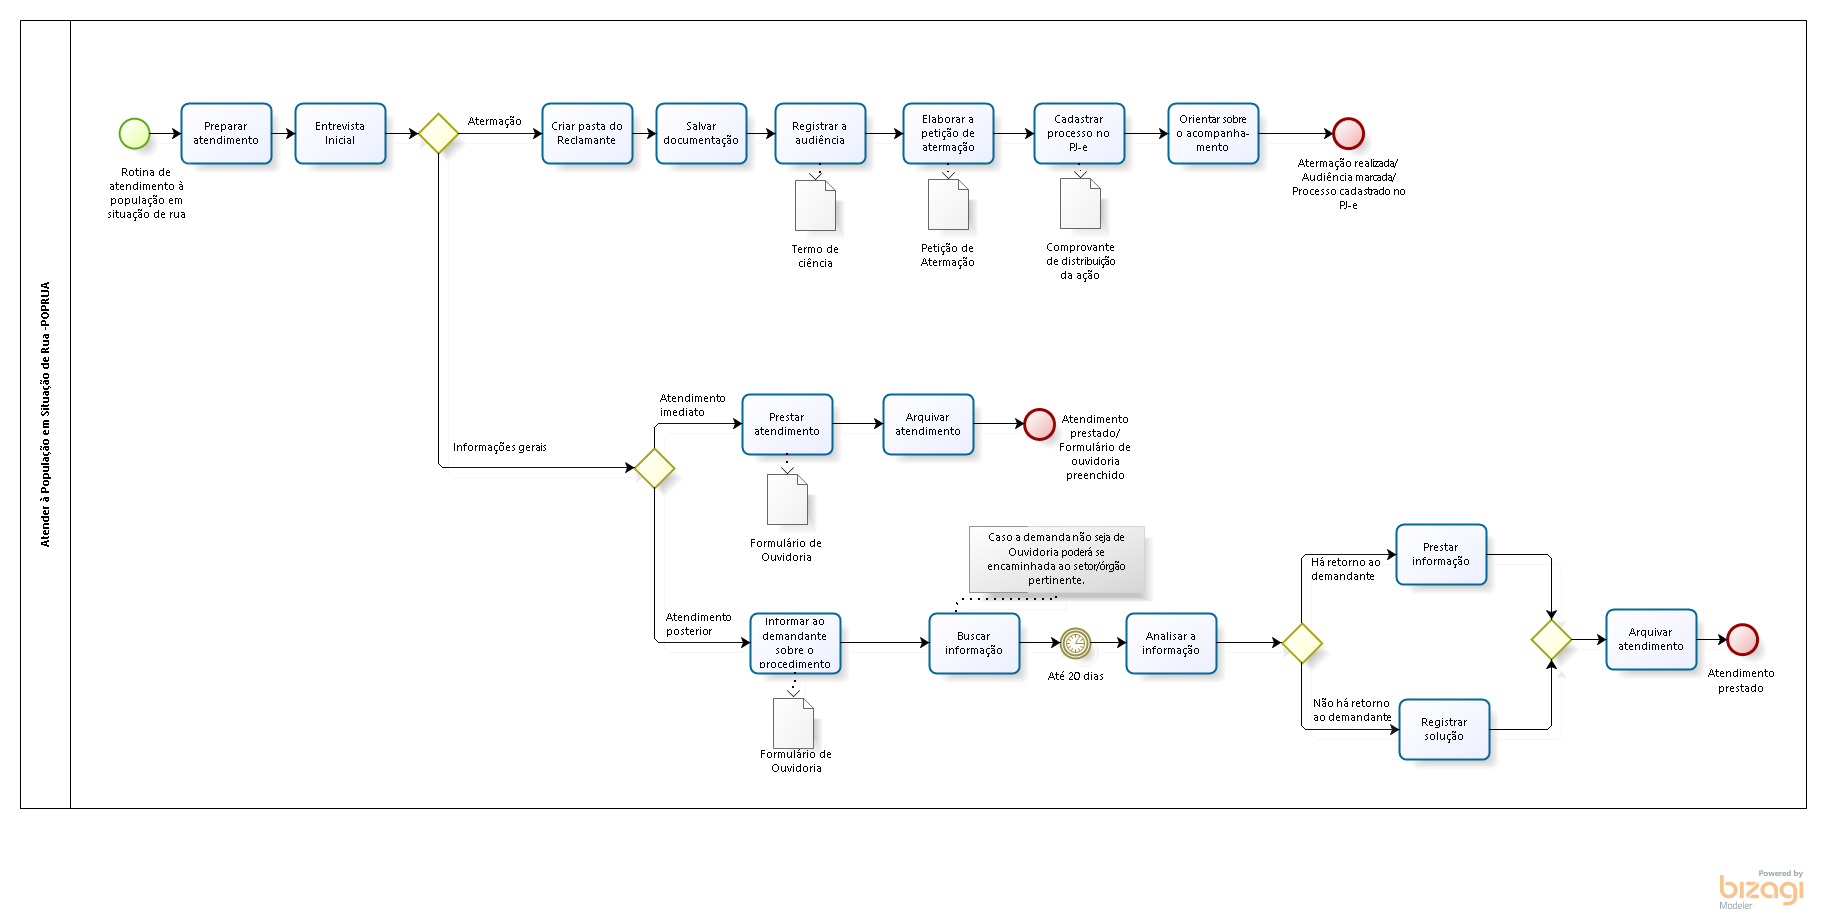 Atender à População em Situação de Rua -POPRUA
Rotina de
atendimento à
população em
situação de rua
Preparar
atendimento
Entrevista
Inicial
Atermação
Criar pasta do
Reclamante
Salvar
documentação
Registrar a
audiência
Termo de
ciência
Elaborar a
petição de
atermação
Petição de
Atermação
Cadastrar
processo no
PJ-e
Comprovante
de distribuição
da ação
Orientar sobre
o acompanha-
mento
Atermação realizada/
Audiência marcada/
Processo cadastrado no
PJ-e
Informações gerais
Atendimento
imediato
Prestar
atendimento
Formulário de
Ouvidoria
Arquivar
atendimento
Atendimento
prestado/
Formulário de
ouvidoria
preenchido
Atendimento
posterior
Informar ao
demandante
sobre o
procedimento
Formulário de
Ouvidoria
Caso a demanda não seja de
Ouvidoria poderá se
encaminhada ao setor/órgão
pertinente.
Buscar
informação
Até 20 dias
Analisar a
informação
Há retorno ao
demandante
Prestar
informação
Não há retorno
ao demandante
Registrar
solução
Arquivar
atendimento
Atendimento
prestado
Powered by
bizagi
Modeler